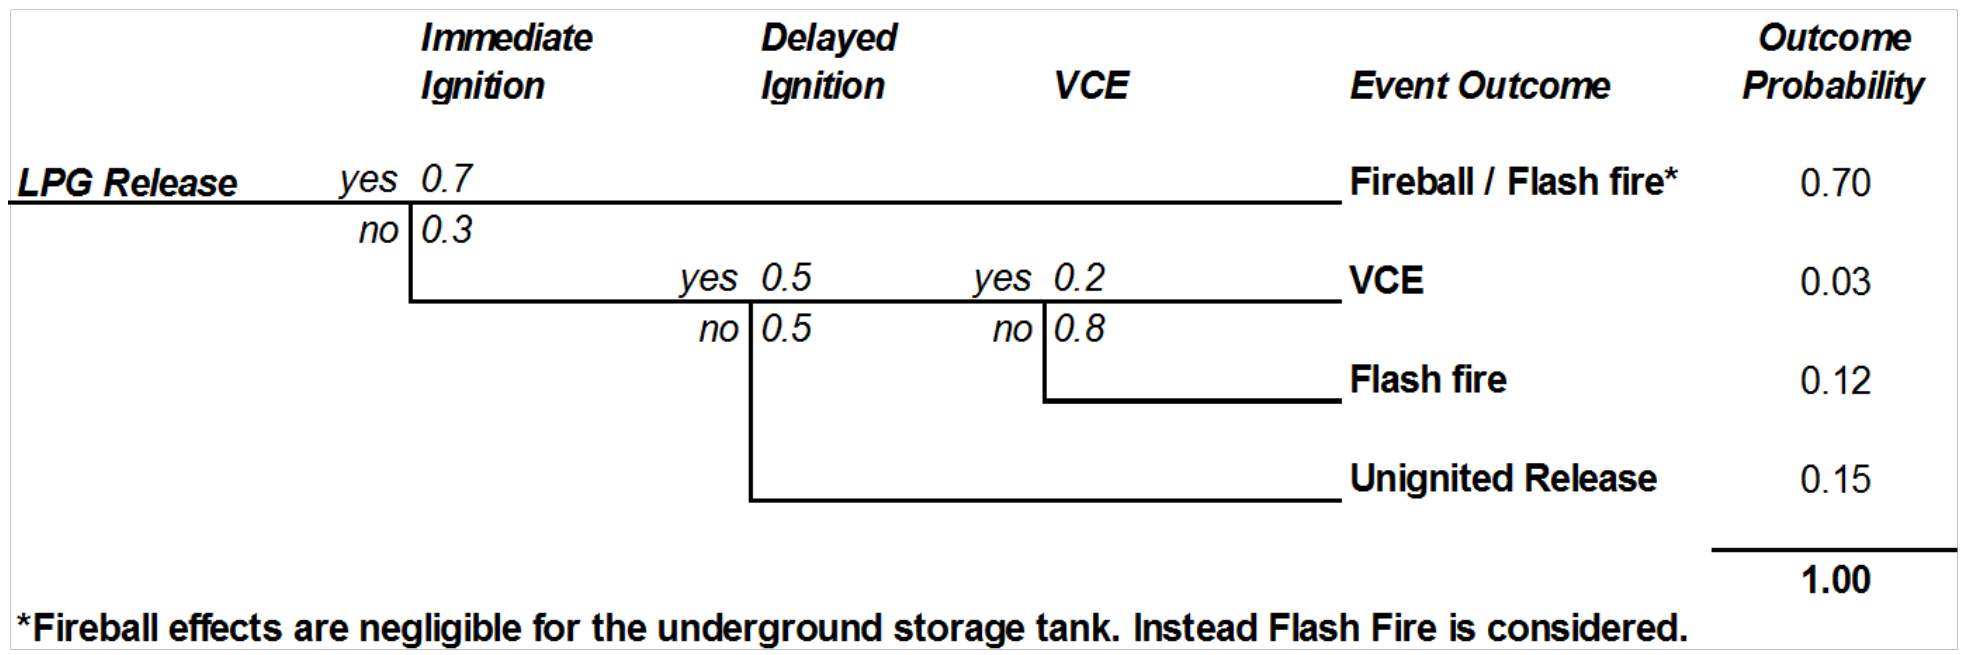 Immediate Delayed Outcome
Ignition Ignition VCE Event Outcome Probability
LPG Release yes 0.7 Fireball / Flash fire* 0.70
no 0.3
yes 0.5 yes 0.2 VCE 0.03
no 0.5 no 0.8
Flash fire 0.12
Unignited Release 0.15
1.00
*Fireball effects are negligible for the underground storage tank. Instead Flash Fire is considered.